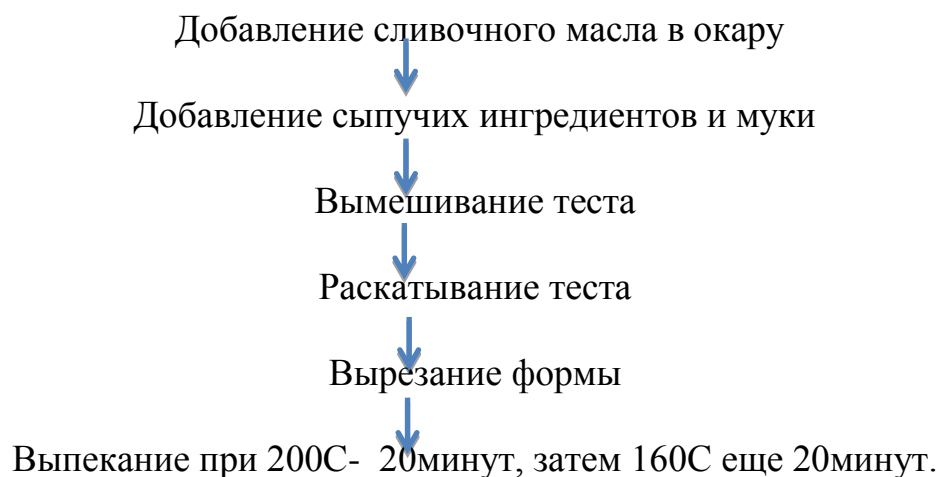 Добавление сливочного масла в окару
Добавление сыпучих ингредиентов и муки
Вымешивание теста
Раскатывание теста
Вырезание формы
Выпекание при 200С- 20минут, затем 160С еще 20минут.